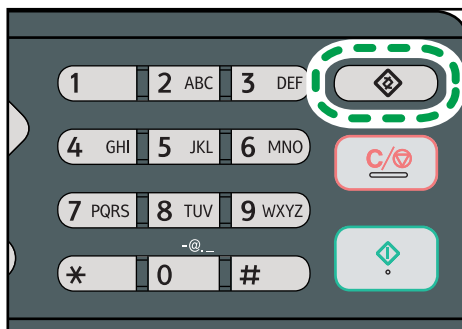 1 2 ABC 3 DEF
4 GHI 5 JKL 6 MNO
C/
7 PQRS 8 TUV 9 WXYZ
-@._
* 0 #